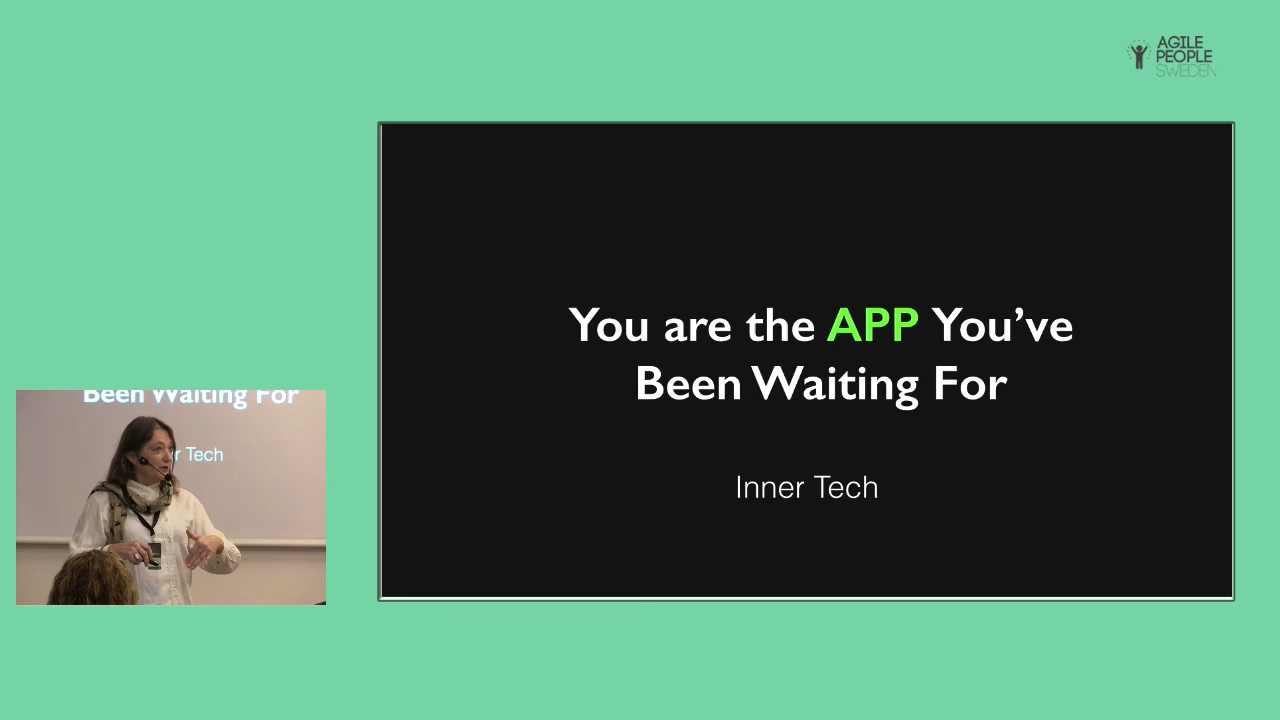 AGILE
PEOPLE
SWEDEN
You are the APP You've
Been Waiting For
Inner Tech
Been Waiting For
r Tech